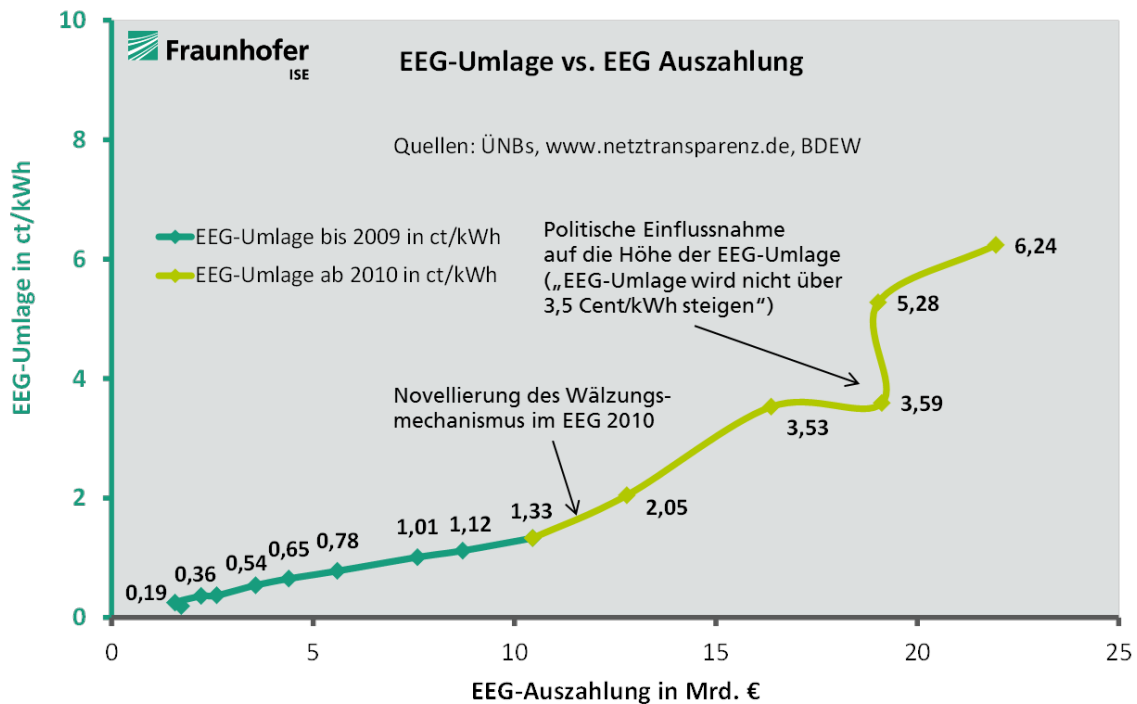 Fraunhofer
ISE
EEG-Umlage vs. EEG Auszahlung
Quellen: ÜNBs, www.netztransparenz.de, BDEW
EEG-Umlage bis 2009 in ct/kWh
EEG-Umlage ab 2010 in ct/kWh
Politische Einflussnahme
auf die Höhe der EEG-Umlage
(„EEG-Umlage wird nicht über
3,5 Cent/kWh steigen“)
Novellierung des Wälzungs-
mechanismus im EEG 2010
EEG-Umlage in ct/kWh
10
8
6
4
2
0
0,19
0,36
0,54
0,65
0,78
1,01
1,12
1,33
2,05
3,53
3,59
5,28
6,24
0
5
10
15
20
25
EEG-Auszahlung in Mrd. €